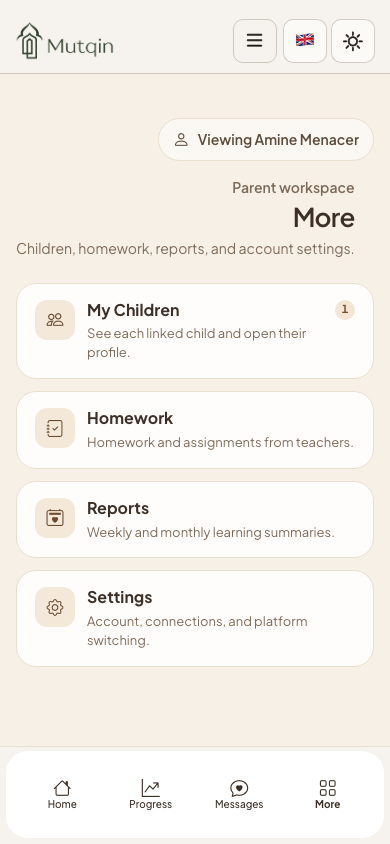 Mutqin
Viewing Amine Menacer
Parent workspace
More
Children, homework, reports, and account settings.
My Children
1
See each linked child and open their
profile.
Homework
Homework and assignments from teachers.
Reports
Weekly and monthly learning summaries.
Settings
Account, connections, and platform
switching.
Home
Progress
Messages
More